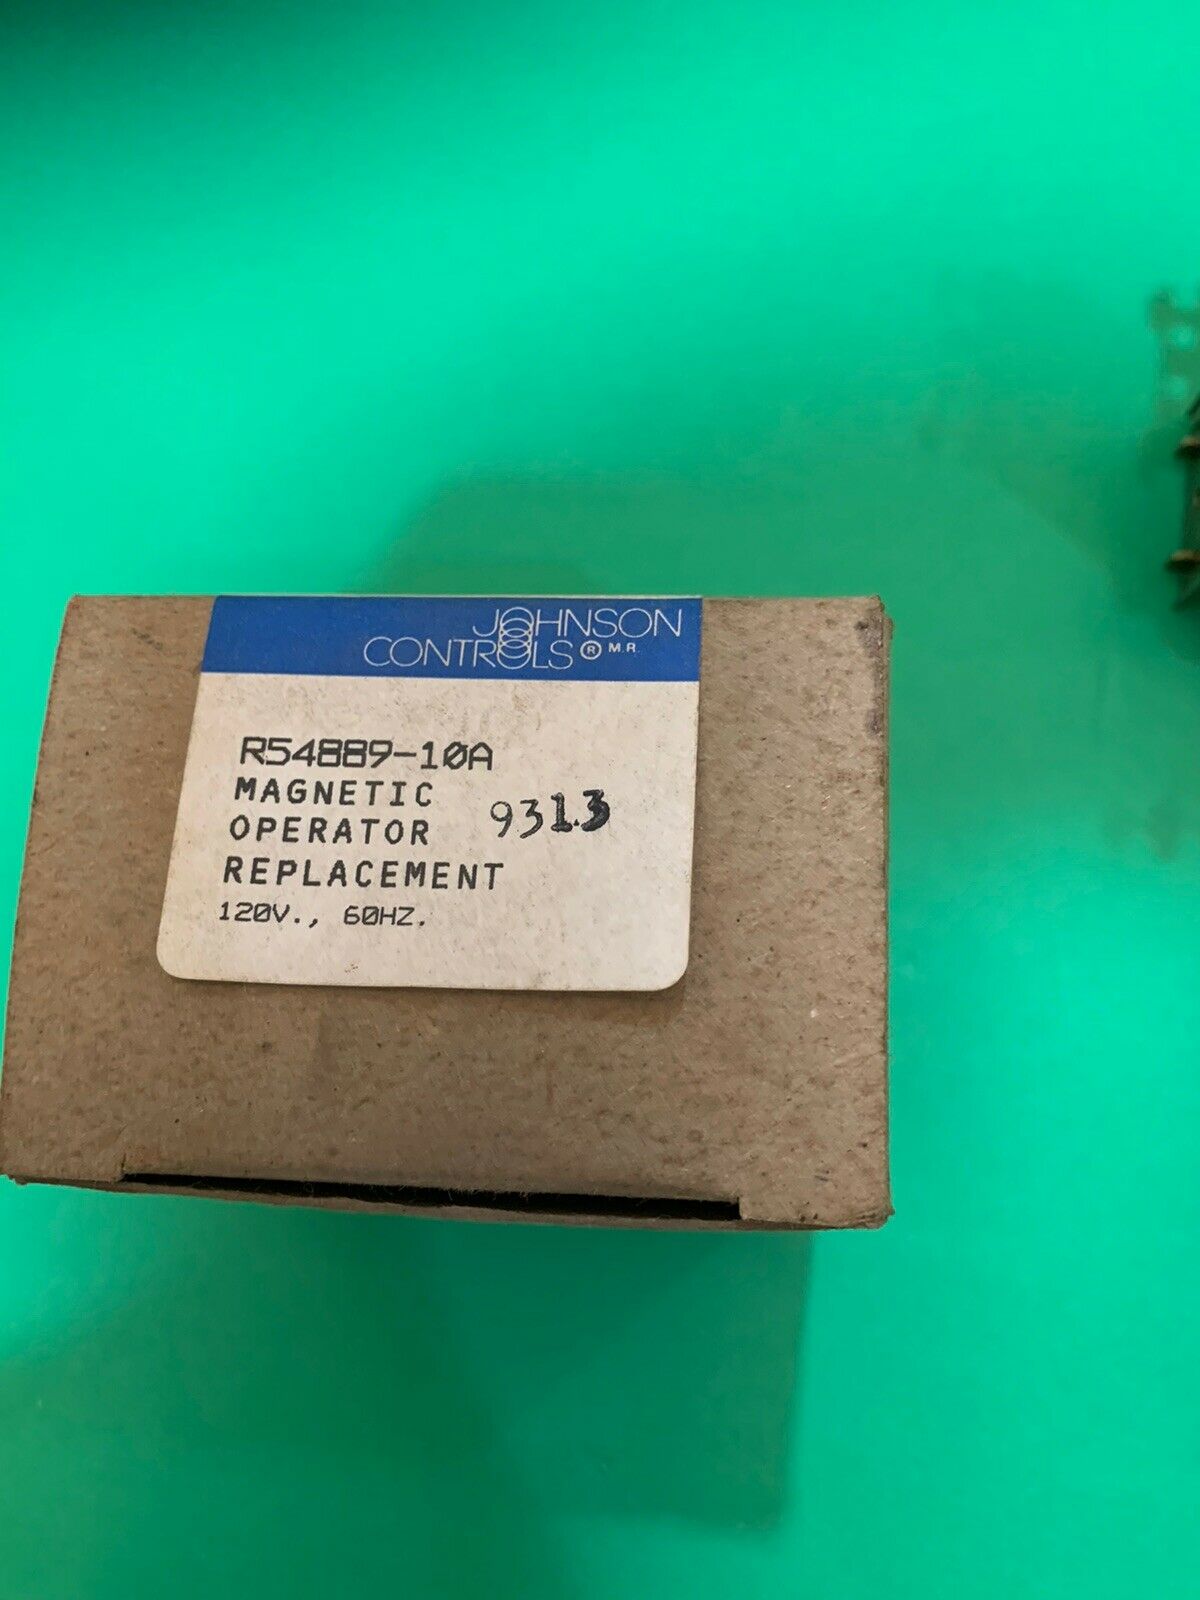 JOHNSON
CONTROLS® M.R.
R54889-10A
MAGNETIC
OPERATOR 9313
REPLACEMENT
120V., 60HZ.